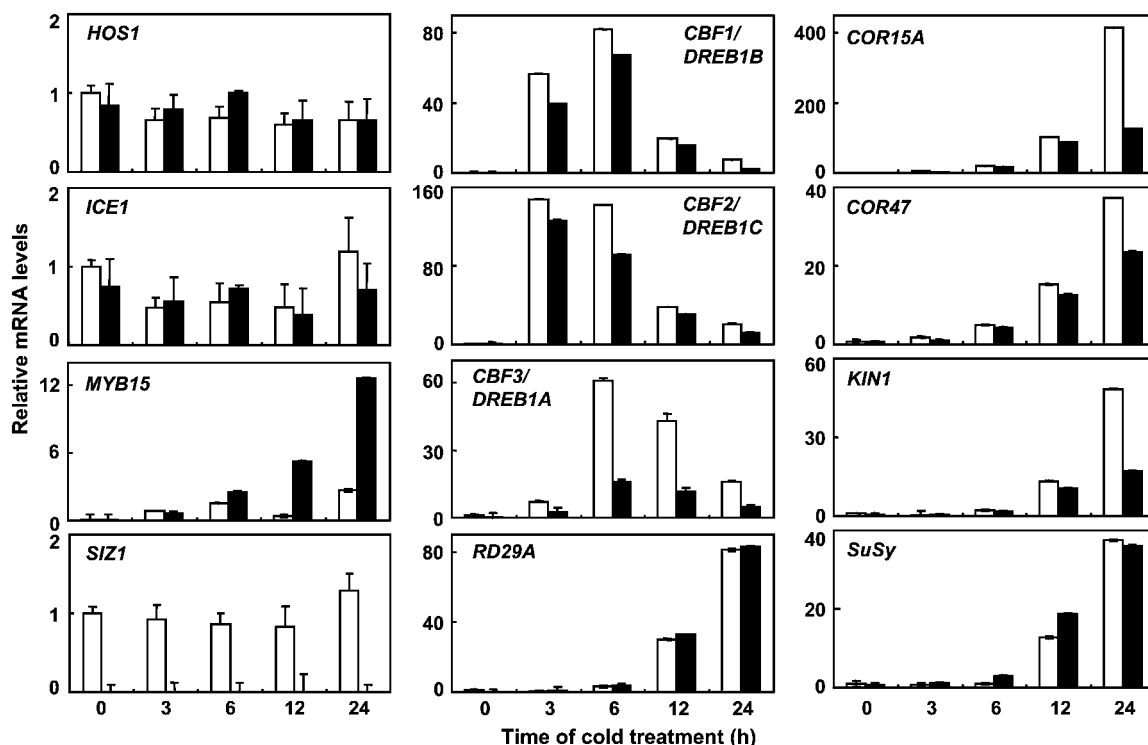 Relative mRNA levels
2
HOS1
1
0
2
ICE1
1
0
MYB15
12
6
0
2
SIZ1
1
0
0 3 6 12 24
80
CBF1/
DREB1B
40
0
160
CBF2/
DREB1C
80
0
CBF3/
DREB1A
60
30
0
80
RD29A
40
0
0 3 6 12 24
400
COR15A
200
0
40
COR47
20
0
60
KIN1
30
0
40
SuSy
20
0
0 3 6 12 24
Time of cold treatment (h)